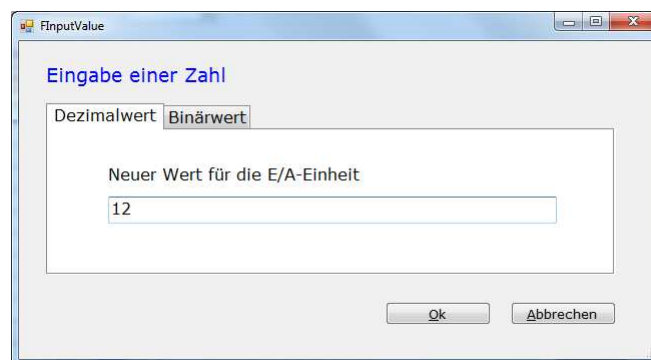 FInputValue
Eingabe einer Zahl
Dezimalwert Binärwert
Neuer Wert für die E/A-Einheit
12
Ok Abbrechen